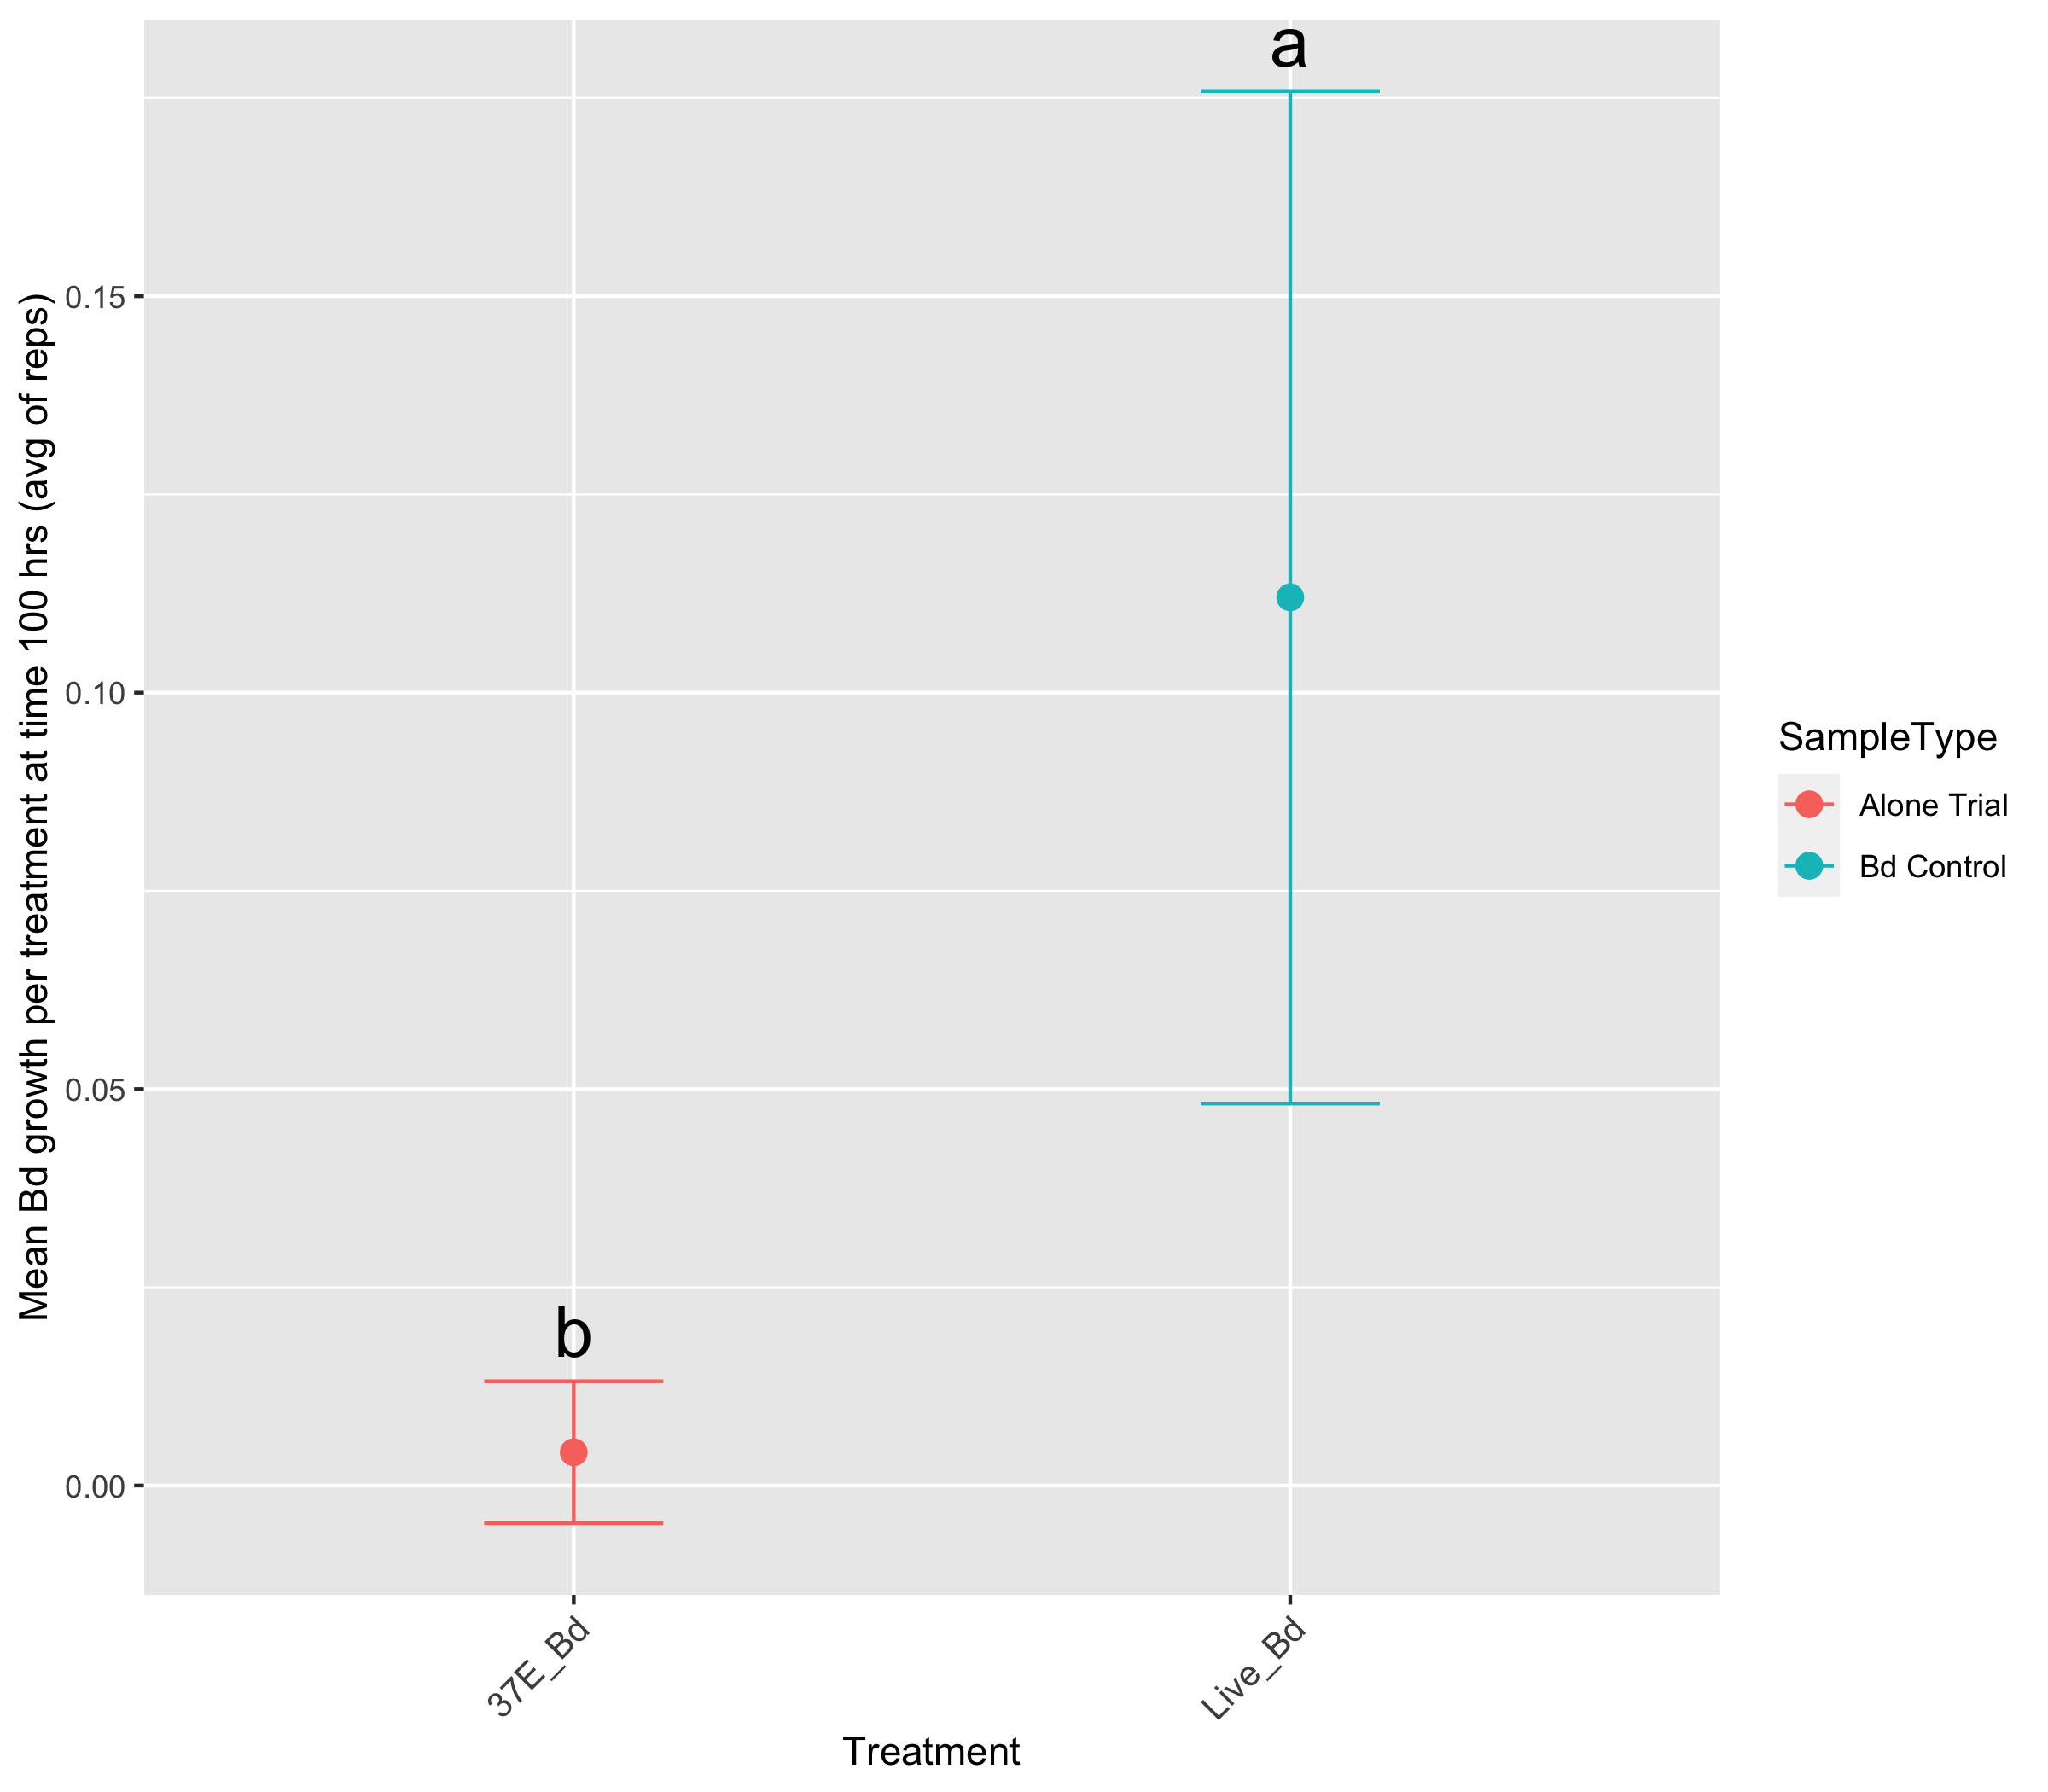 Mean Bd growth per treatment at time 100 hrs (avg of reps)
0.15
0.10
0.05
0.00
a
b
37E_Bd
Live_Bd
Treatment
SampleType
Alone Trial
Bd Control